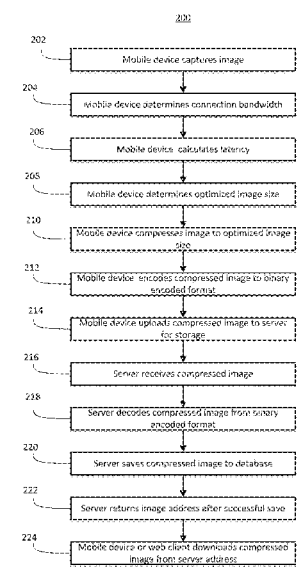 200
202
Mobile device captures image
204
Mobile device determines connection bandwidth
206
Mobile device calculates latency
208
Mobile device determines optimized image size
210
Mobile device compresses image to optimized image
size
212
Mobile device encodes compressed image to binary
encoded format
214
Mobile device uploads compressed image to server
for storage
216
Server receives compressed image
218
Server decodes compressed image from binary
encoded format
220
Server saves compressed image to database
222
Server returns image address after successful save
224
Mobile device or web client downloads compressed
image from server address